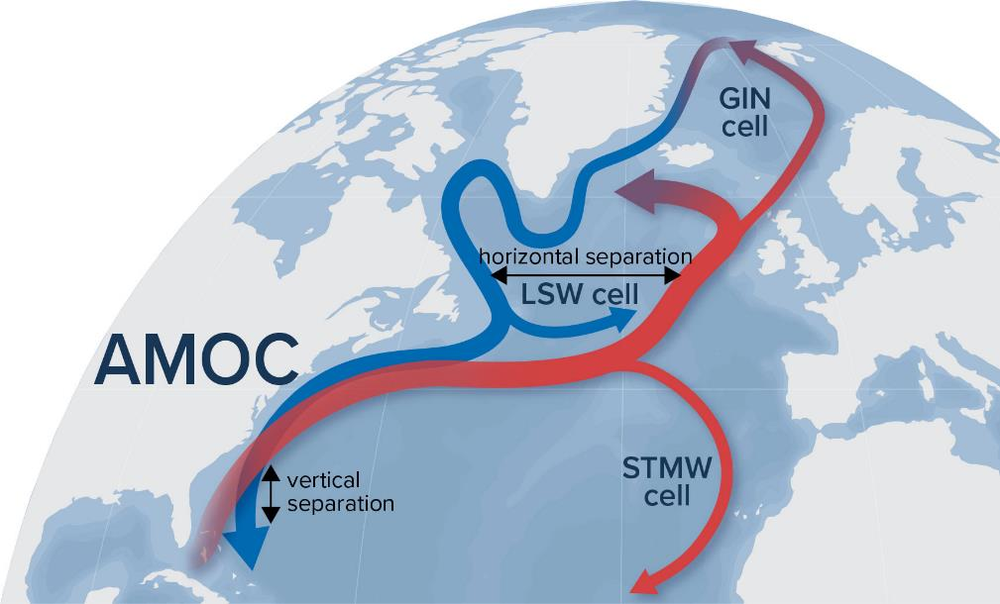 GIN
cell
horizontal separation
LSW cell
AMOC
STMW
cell
vertical
separation